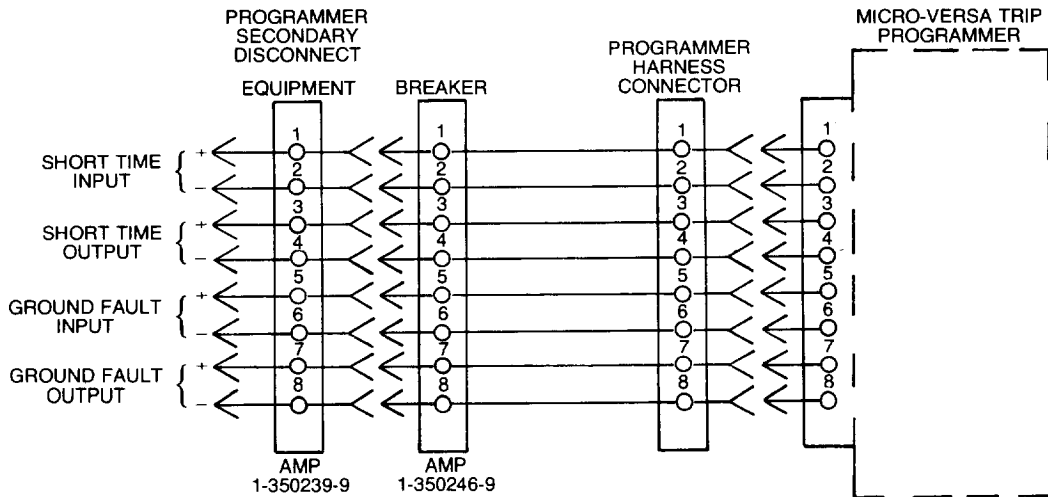 PROGRAMMER
SECONDARY
DISCONNECT
EQUIPMENT
BREAKER
PROGRAMMER
HARNESS
CONNECTOR
MICRO-VERSA TRIP
PROGRAMMER
SHORT TIME
INPUT
+
−
SHORT TIME
OUTPUT
+
−
GROUND FAULT
INPUT
+
−
GROUND FAULT
OUTPUT
+
−
1 1 1 1
2 2 2 2
3 3 3 3
4 4 4 4
5 5 5 5
6 6 6 6
7 7 7 7
8 8 8 8
AMP
1-350239-9
AMP
1-350246-9